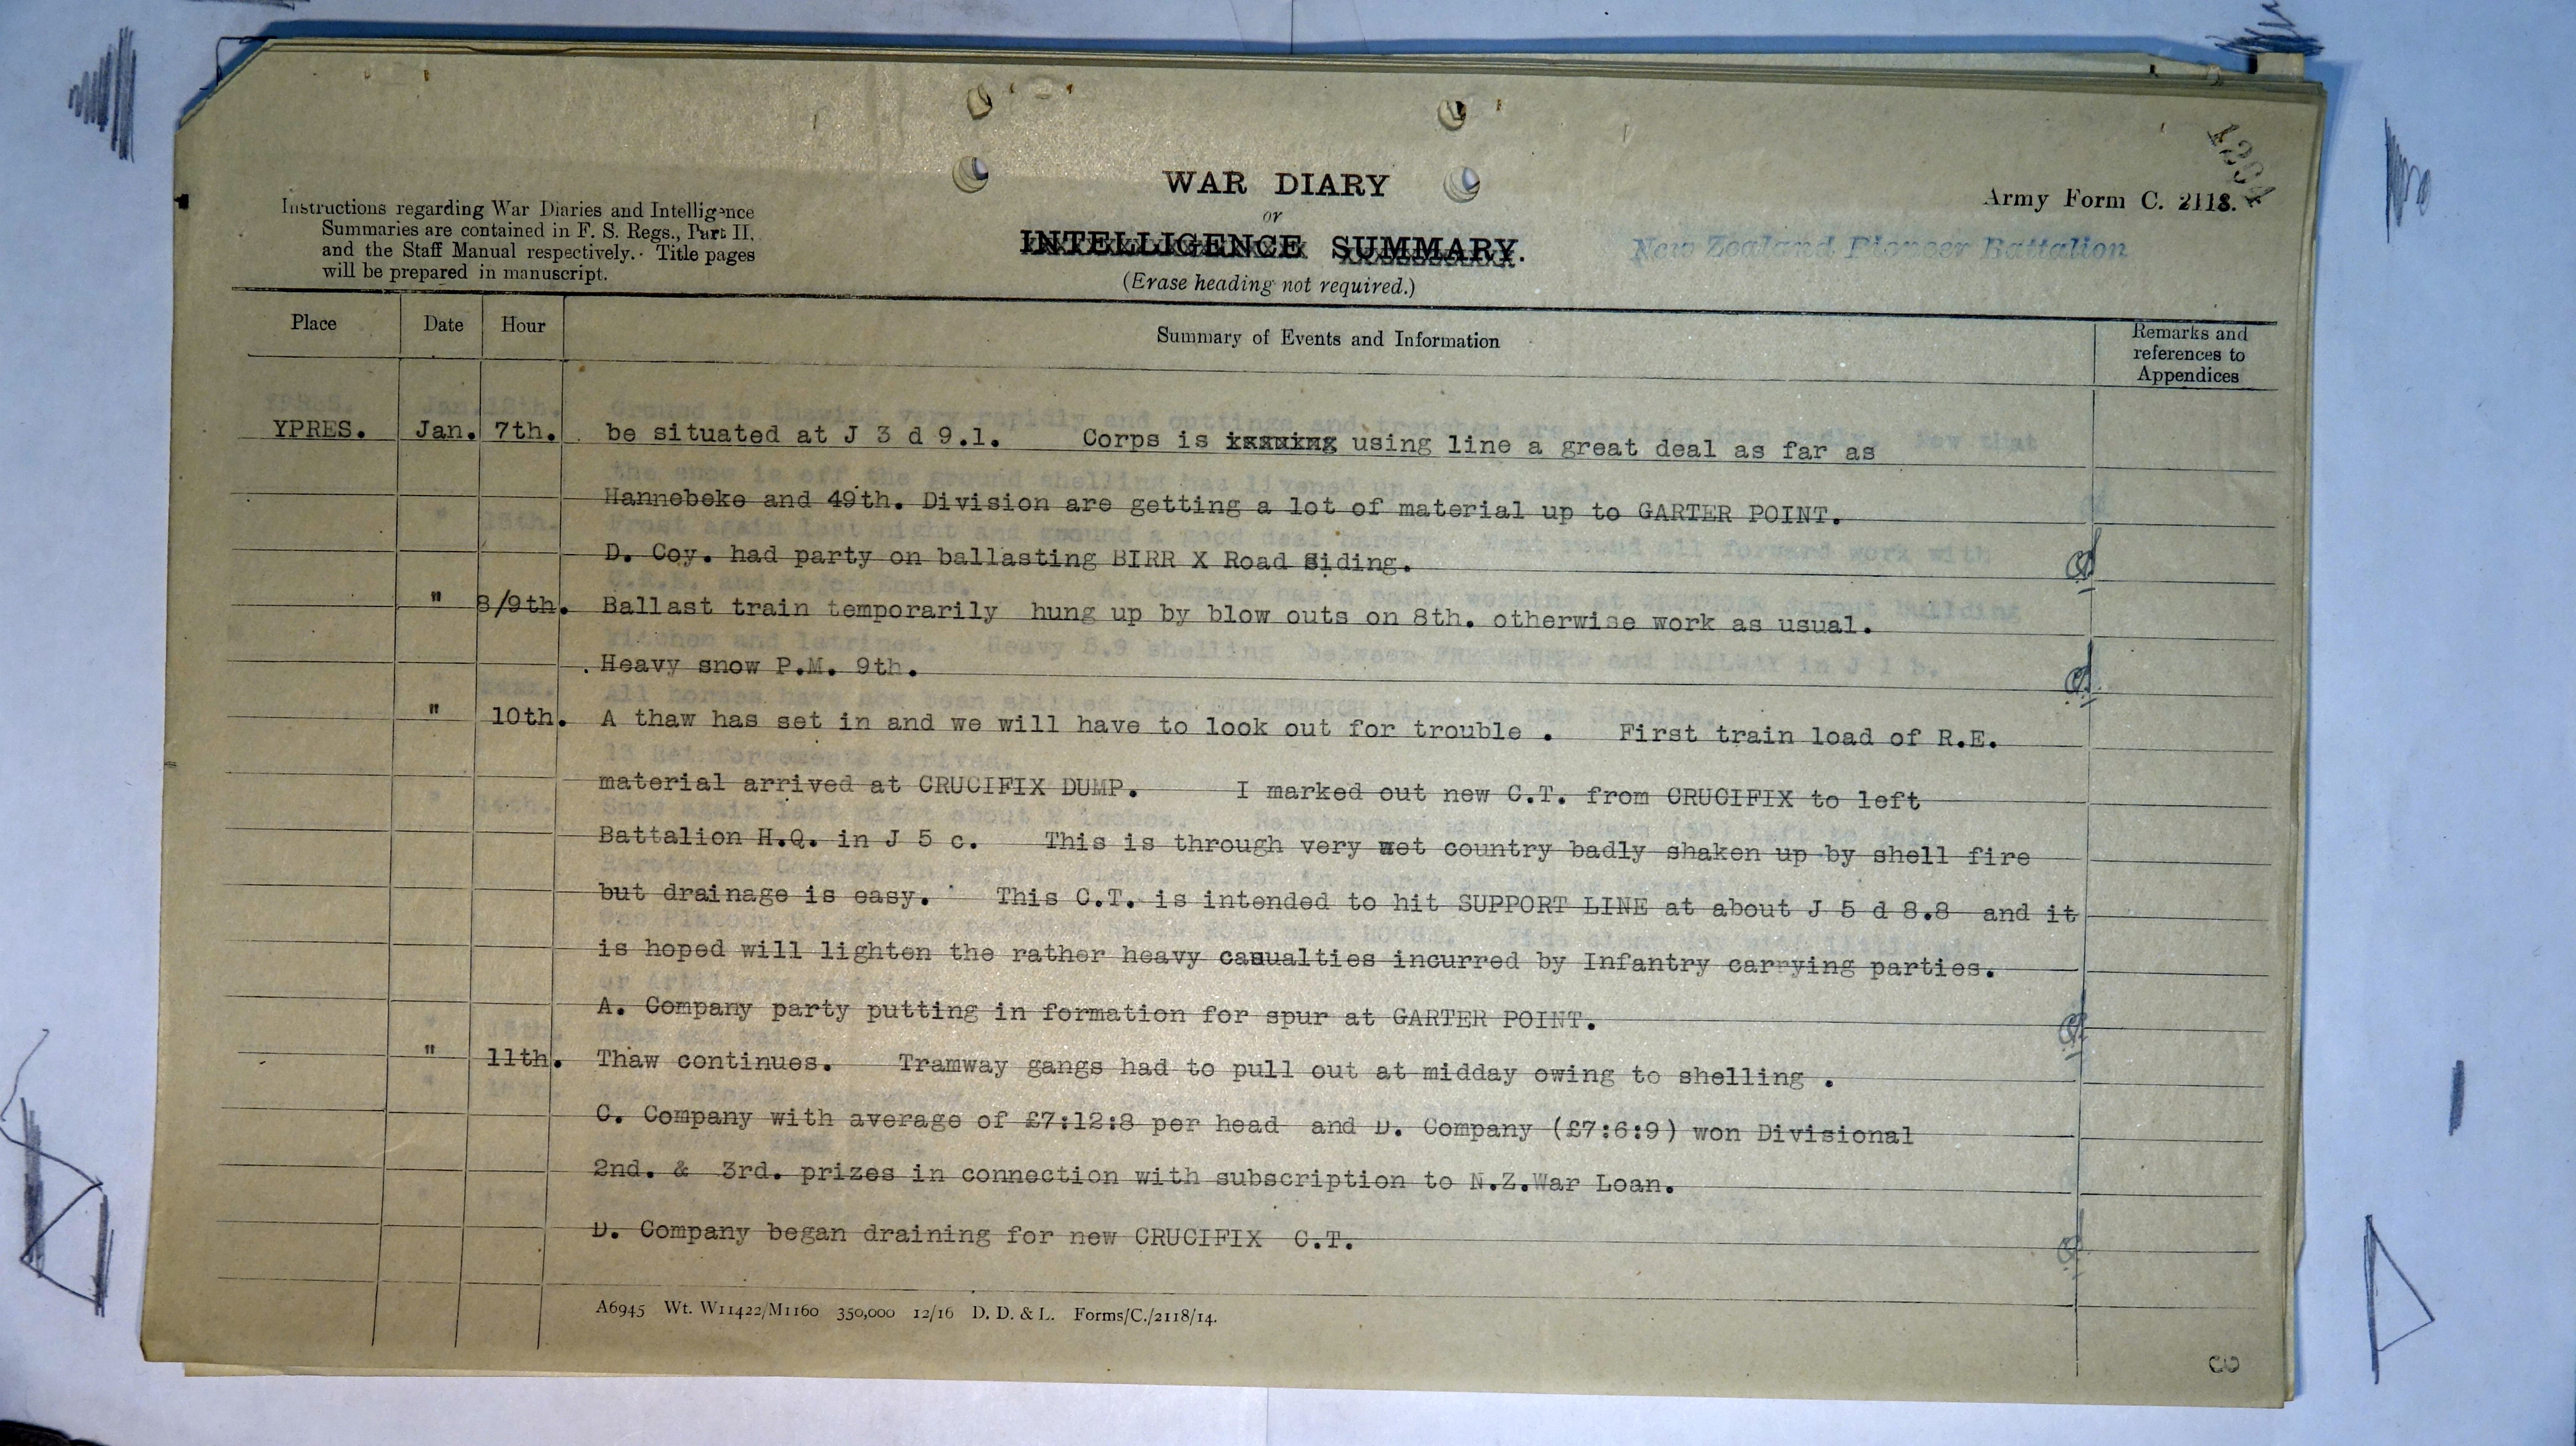 Instructions regarding War Diaries and Intelligence
Summaries are contained in F. S. Regs., Part II.
and the Staff Manual respectively. Title pages
will be prepared in manuscript.
WAR DIARY
or
INTELLIGENCE SUMMARY.
(Erase heading not required.)
Army Form C. 2118.
New Zealand Pioneer Battalion
Place Date Hour Summary of Events and Information Remarks and references to Appendices
YPRES. Jan. 7th. be situated at J 3 d 9.1. Corps is issuing using line a great deal as far as
Hannebeke and 49th. Division are getting a lot of material up to GARTER POINT.
D. Coy. had party on ballasting BIRR X Road Siding.
" 8/9th. Ballast train temporarily hung up by blow outs on 8th. otherwise work as usual.
Heavy snow P.M. 9th.
" 10th. A thaw has set in and we will have to look out for trouble . First train load of R.E.
material arrived at CRUCIFIX DUMP. I marked out new C.T. from CRUCIFIX to left
Battalion H.Q. in J 5 c. This is through very wet country badly shaken up by shell fire
but drainage is easy. This C.T. is intended to hit SUPPORT LINE at about J 5 d 8.8 and it
is hoped will lighten the rather heavy casualties incurred by Infantry carrying parties.
A. Company party putting in formation for spur at GARTER POINT.
" 11th. Thaw continues. Tramway gangs had to pull out at midday owing to shelling .
C. Company with average of £7:12:8 per head and D. Company (£7:6:9) won Divisional
2nd. & 3rd. prizes in connection with subscription to N.Z.War Loan.
D. Company began draining for new CRUCIFIX C.T.
A6945 Wt. W11422/M1160 350,000 12/16 D. D. & L. Forms/C./2118/14.